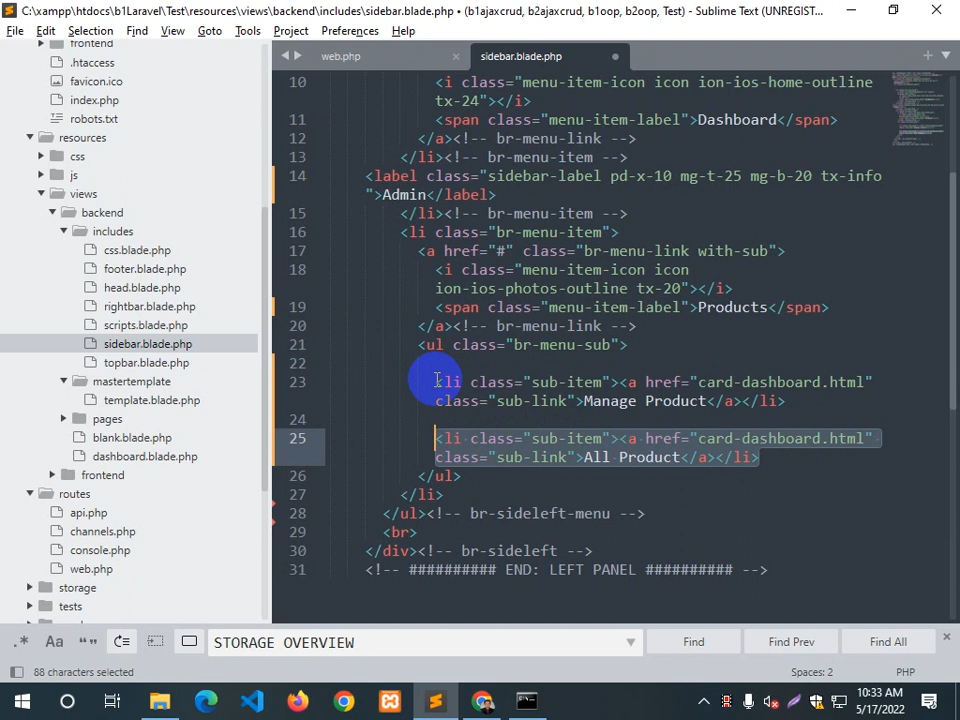 C:\xampp\htdocs\b1Laravel\Test\resources\views\backend\includes\sidebar.blade.php • (b1ajaxcrud, b2ajaxcrud, b1oop, b2oop, Test) - Sublime Text (UNREGIST...
File Edit Selection Find View Goto Tools Project Preferences Help
web.php sidebar.blade.php
frontend
.htaccess
favicon.ico
index.php
robots.txt
resources
css
js
views
backend
includes
css.blade.php
footer.blade.php
head.blade.php
rightbar.blade.php
scripts.blade.php
sidebar.blade.php
topbar.blade.php
mastertemplate
template.blade.php
pages
blank.blade.php
dashboard.blade.php
frontend
routes
api.php
channels.php
console.php
web.php
storage
tests
10 <i class="menu-item-icon icon ion-ios-home-outline
tx-24"></i>
11 <span class="menu-item-label">Dashboard</span>
12 </a><!-- br-menu-link -->
13 </li><!-- br-menu-item -->
14 <label class="sidebar-label pd-x-10 mg-t-25 mg-b-20 tx-info
">Admin</label>
15 </li><!-- br-menu-item -->
16 <li class="br-menu-item">
17 <a href="#" class="br-menu-link with-sub">
18 <i class="menu-item-icon icon
ion-ios-photos-outline tx-20"></i>
19 <span class="menu-item-label">Products</span>
20 </a><!-- br-menu-link -->
21 <ul class="br-menu-sub">
22
23 <li class="sub-item"><a href="card-dashboard.html"
class="sub-link">Manage Product</a></li>
24
25 <li class="sub-item"><a href="card-dashboard.html"
class="sub-link">All Product</a></li>
26 </ul>
27 </li>
28 </ul><!-- br-sideleft-menu -->
29 <br>
30 </div><!-- br-sideleft -->
31 <!-- ########## END: LEFT PANEL ########## -->
.* Aa “” STORAGE OVERVIEW Find Find Prev Find All
88 characters selected Spaces: 2 PHP
10:33 AM
5/17/2022